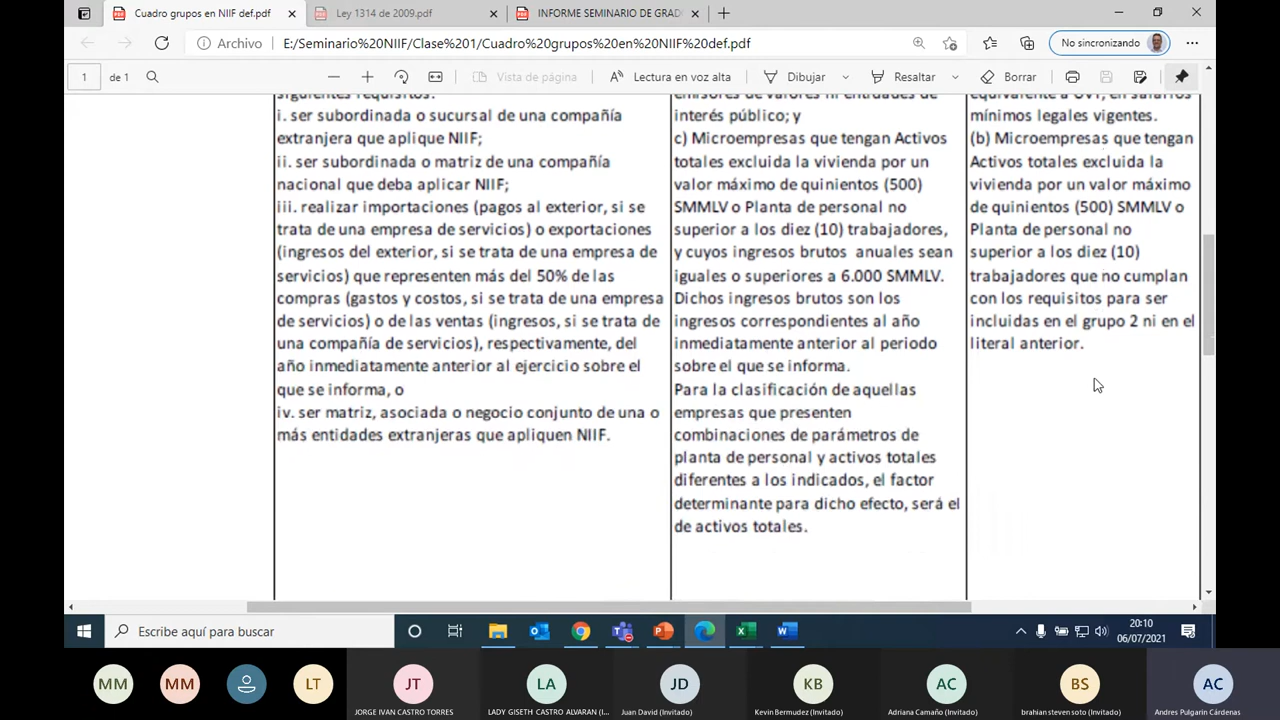 Cuadro grupos en NIIF def.pdf
Ley 1314 de 2009.pdf
INFORME SEMINARIO DE GRAD
Archivo
E:/Seminario%20NIIF/Clase%201/Cuadro%20grupos%20en%20NIIF%20def.pdf
No sincronizando
1
de 1
Vista de página
Lectura en voz alta
Dibujar
Resaltar
Borrar
siguientes requisitos:
i. ser subordinada o sucursal de una compañía
extranjera que aplique NIIF;
ii. ser subordinada o matriz de una compañía
nacional que deba aplicar NIIF;
iii. realizar importaciones (pagos al exterior, si se
trata de una empresa de servicios) o exportaciones
(ingresos del exterior, si se trata de una empresa de
servicios) que representen más del 50% de las
compras (gastos y costos, si se trata de una empresa
de servicios) o de las ventas (ingresos, si se trata de
una compañía de servicios), respectivamente, del
año inmediatamente anterior al ejercicio sobre el
que se informa, o
iv. ser matriz, asociada o negocio conjunto de una o
más entidades extranjeras que apliquen NIIF.
emisores de valores ni entidades de
interés público; y
c) Microempresas que tengan Activos
totales excluida la vivienda por un
valor máximo de quinientos (500)
SMMLV o Planta de personal no
superior a los diez (10) trabajadores,
y cuyos ingresos brutos anuales sean
iguales o superiores a 6.000 SMMLV.
Dichos ingresos brutos son los
ingresos correspondientes al año
inmediatamente anterior al periodo
sobre el que se informa.
Para la clasificación de aquellas
empresas que presenten
combinaciones de parámetros de
planta de personal y activos totales
diferentes a los indicados, el factor
determinante para dicho efecto, será el
de activos totales.
equivalente a UVT, en salarios
mínimos legales vigentes.
(b) Microempresas que tengan
Activos totales excluida la
vivienda por un valor máximo
de quinientos (500) SMMLV o
Planta de personal no
superior a los diez (10)
trabajadores que no cumplan
con los requisitos para ser
incluidas en el grupo 2 ni en el
literal anterior.
Escribe aquí para buscar
20:10
06/07/2021
MM
MM
LT
JT
LA
JD
KB
AC
BS
AC
JORGE IVAN CASTRO TORRES
LADY GISETH CASTRO ALVARAN (I...
Juan David (Invitado)
Kevin Bermudez (Invitado)
Adriana Camaño (Invitado)
brahian steven soto (Invitado)
Andres Pulgarin Cárdenas